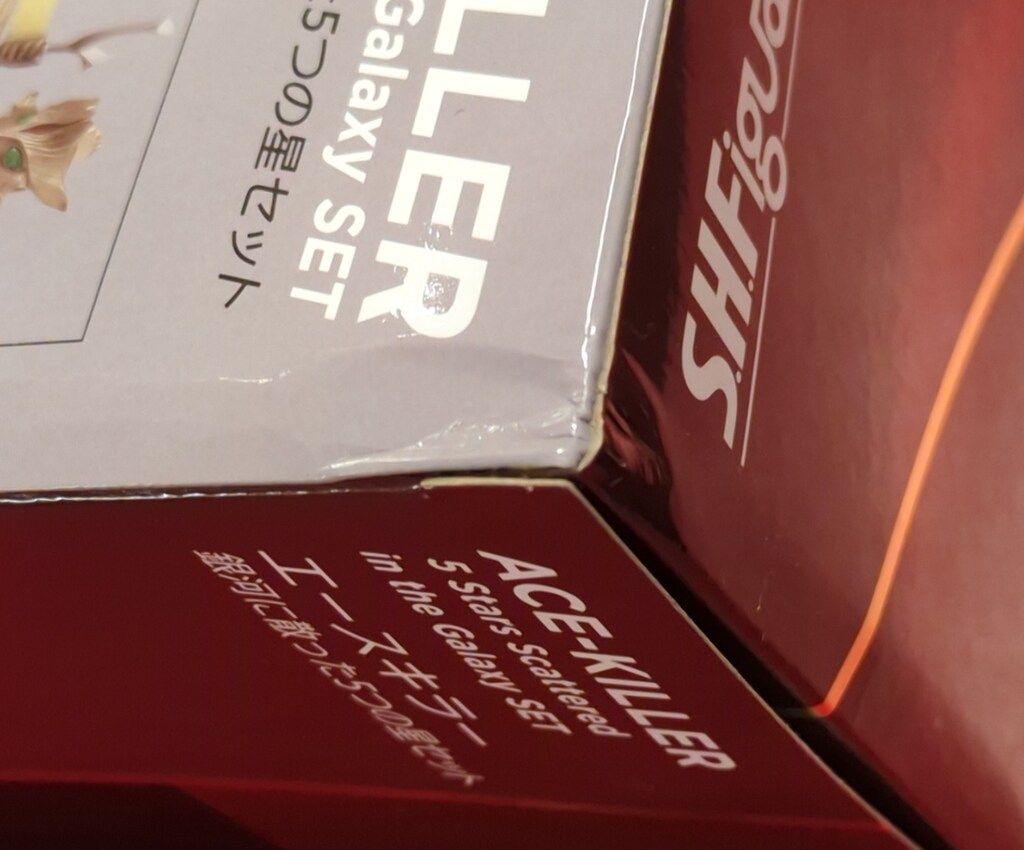 LLER
Galaxy SET
5つの星セット
S.H.Figua
ACE-KILLER
5 Stars Scattered
in the Galaxy SET
エースキラー
銀河に散った5つの星セット